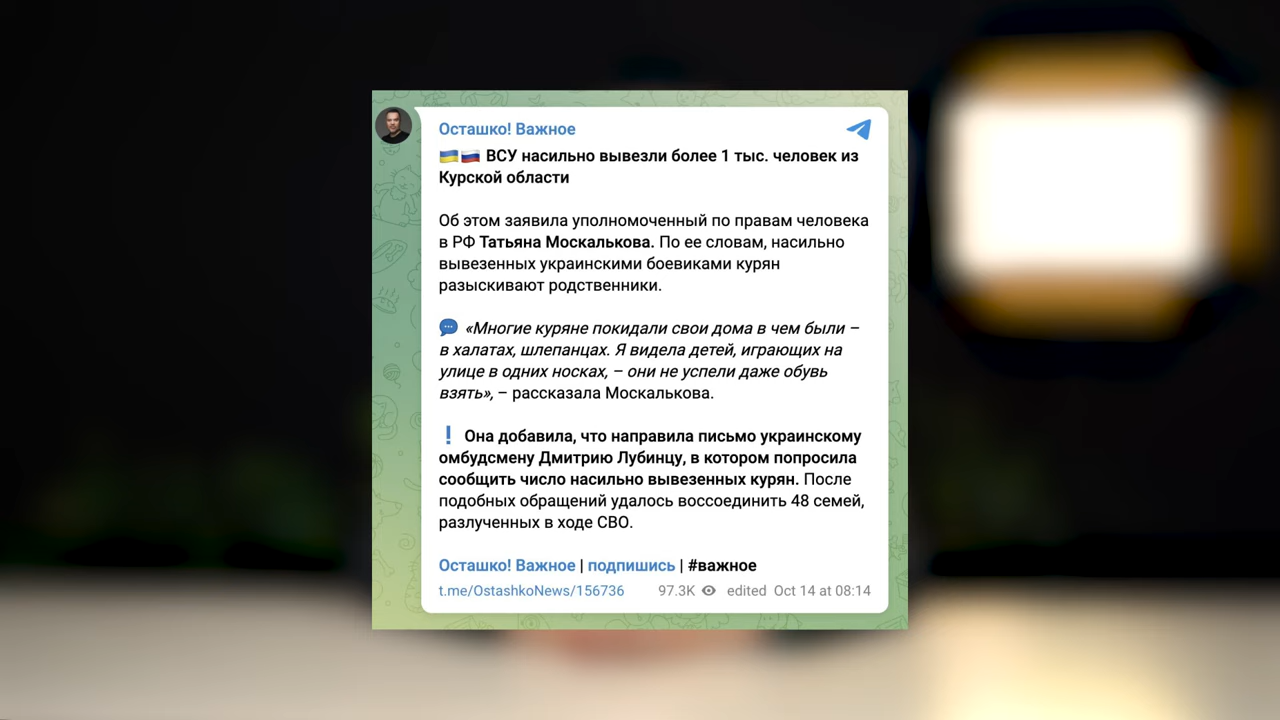 Осташко! Важное
🇺🇦🇷🇺 ВСУ насильно вывезли более 1 тыс. человек из
Курской области
Об этом заявила уполномоченный по правам человека
в РФ Татьяна Москалькова. По ее словам, насильно
вывезенных украинскими боевиками курян
разыскивают родственники.
💬 «Многие куряне покидали свои дома в чем были –
в халатах, шлепанцах. Я видела детей, играющих на
улице в одних носках, – они не успели даже обувь
взять», – рассказала Москалькова.
❗ Она добавила, что направила письмо украинскому
омбудсмену Дмитрию Лубинцу, в котором попросила
сообщить число насильно вывезенных курян. После
подобных обращений удалось воссоединить 48 семей,
разлученных в ходе СВО.
Осташко! Важное | подпишись | #важное
t.me/OstashkoNews/156736 97.3K edited Oct 14 at 08:14